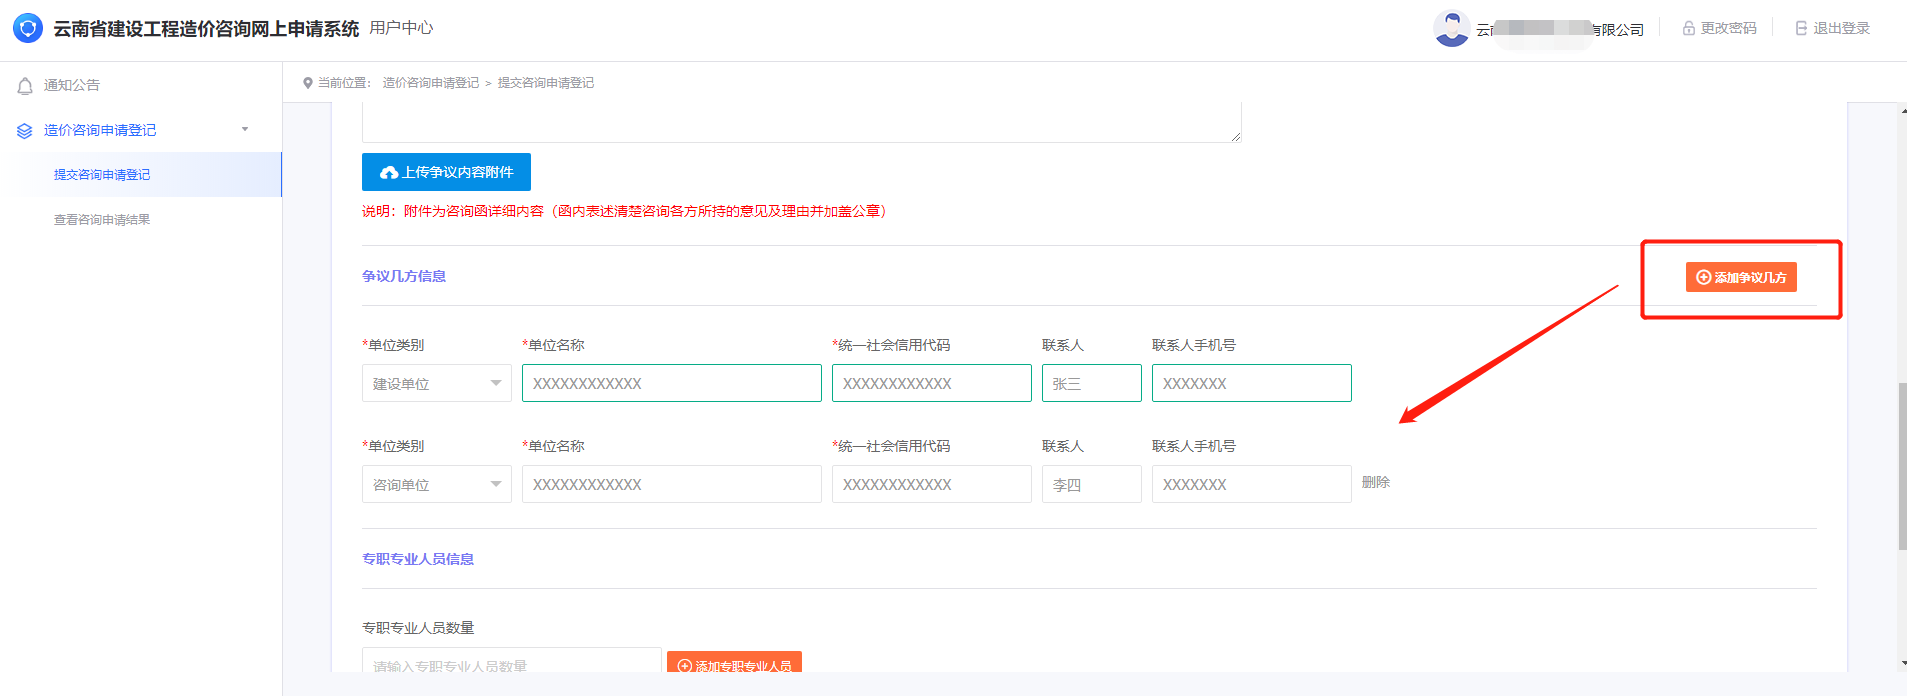 云南省建设工程造价咨询网上申请系统 用户中心
云南 有限公司 更改密码 退出登录
通知公告
当前位置： 造价咨询申请登记 > 提交咨询申请登记
造价咨询申请登记
提交咨询申请登记
查看咨询申请结果
上传争议内容附件
说明：附件为咨询函详细内容（函内表述清楚咨询各方所持的意见及理由并加盖公章）
争议几方信息 添加争议几方
*单位类别 *单位名称 *统一社会信用代码 联系人 联系人手机号
建设单位 XXXXXXXXXXXX XXXXXXXXXXXX 张三 XXXXXXX
*单位类别 *单位名称 *统一社会信用代码 联系人 联系人手机号
咨询单位 XXXXXXXXXXXX XXXXXXXXXXXX 李四 XXXXXXX 删除
专职专业人员信息
专职专业人员数量
请输入专职专业人员数量 添加专职专业人员